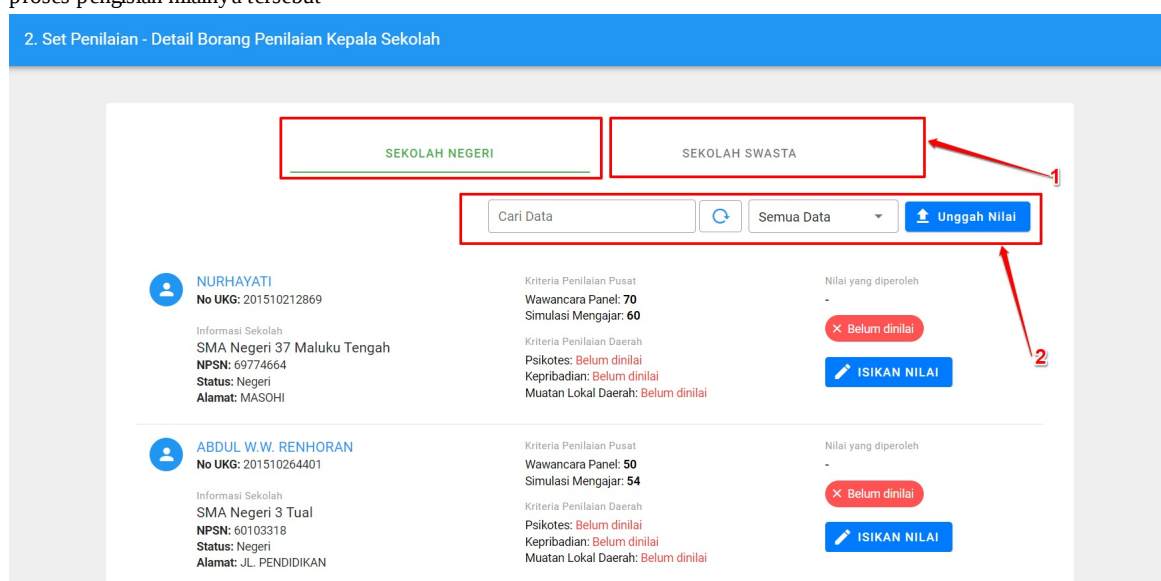 proses pengisian nilainya tersebut
2. Set Penilaian - Detail Borang Penilaian Kepala Sekolah
SEKOLAH NEGERI
SEKOLAH SWASTA
1
Cari Data
Semua Data
Unggah Nilai
2
NURHAYATI
No UKG: 201510212869
Informasi Sekolah
SMA Negeri 37 Maluku Tengah
NPSN: 69774664
Status: Negeri
Alamat: MASOHI
Kriteria Penilaian Pusat
Wawancara Panel: 70
Simulasi Mengajar: 60
Kriteria Penilaian Daerah
Psikotes: Belum dinilai
Kepribadian: Belum dinilai
Muatan Lokal Daerah: Belum dinilai
Nilai yang diperoleh
-
Belum dinilai
ISIKAN NILAI
ABDUL W.W. RENHORAN
No UKG: 201510264401
Informasi Sekolah
SMA Negeri 3 Tual
NPSN: 60103318
Status: Negeri
Alamat: JL. PENDIDIKAN
Kriteria Penilaian Pusat
Wawancara Panel: 50
Simulasi Mengajar: 54
Kriteria Penilaian Daerah
Psikotes: Belum dinilai
Kepribadian: Belum dinilai
Muatan Lokal Daerah: Belum dinilai
Nilai yang diperoleh
-
Belum dinilai
ISIKAN NILAI